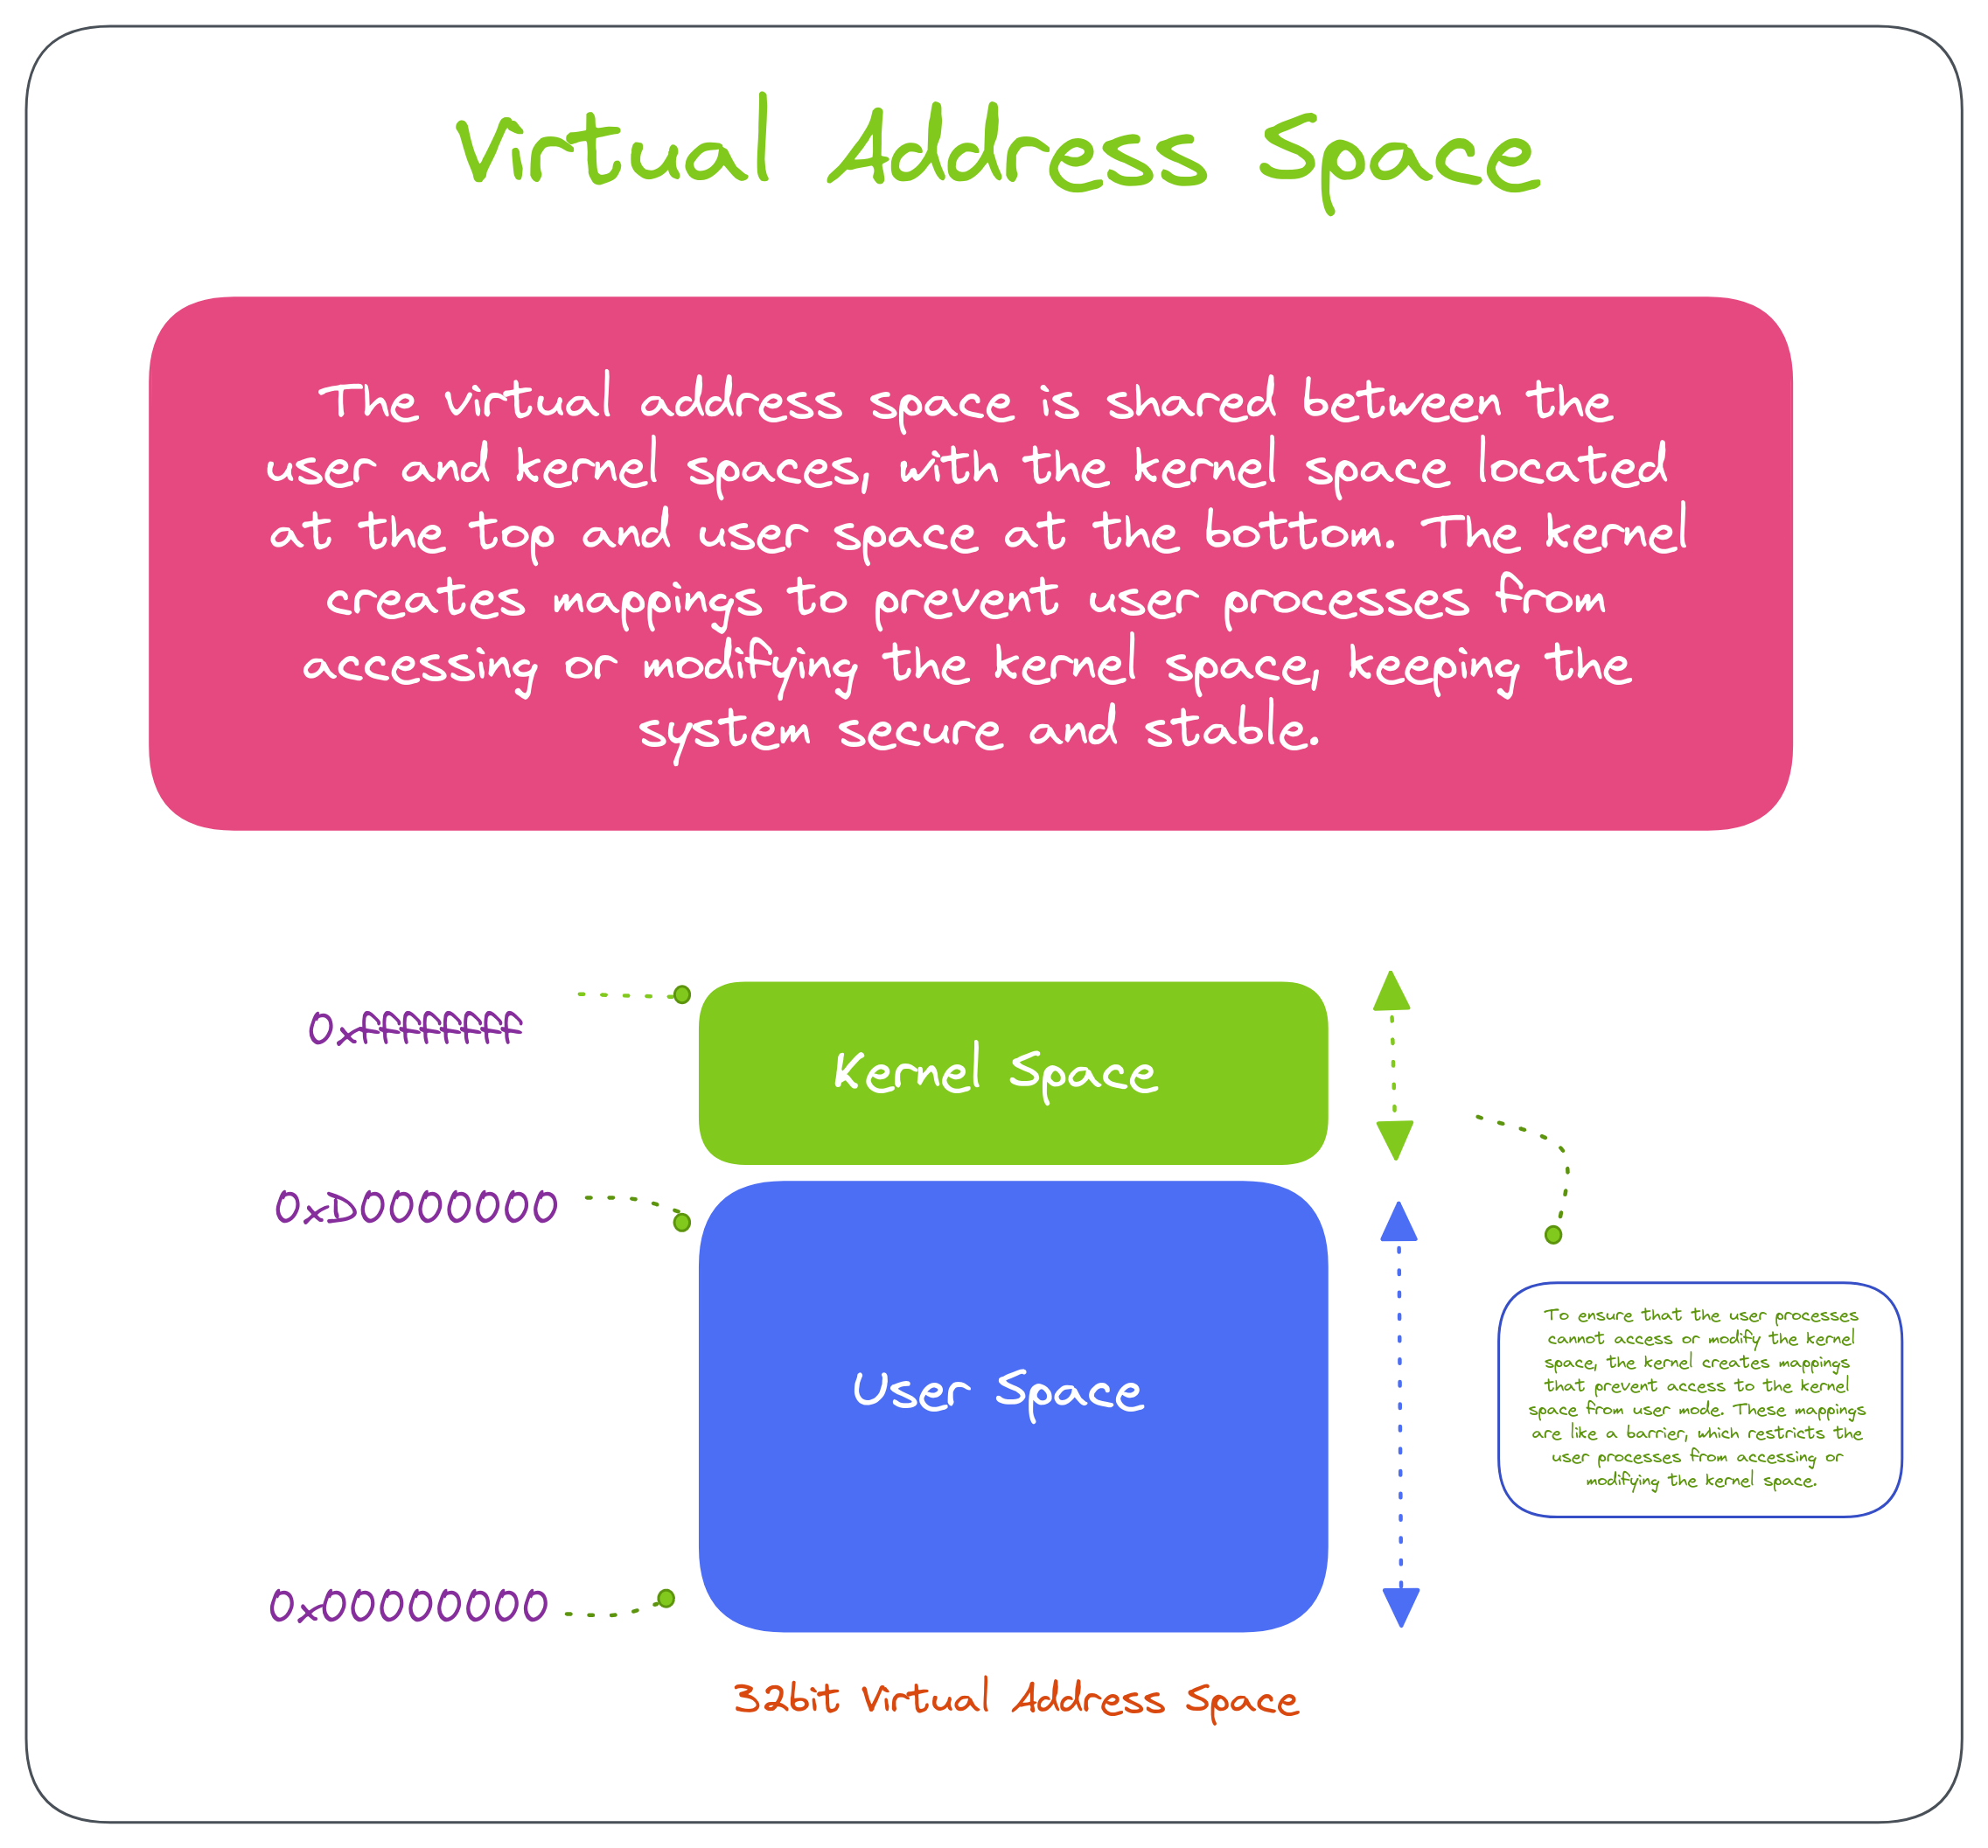 Virtual Address Space
The virtual address space is shared between the
user and kernel spaces, with the kernel space located
at the top and user space at the bottom. The kernel
creates mappings to prevent user processes from
accessing or modifying the kernel space, keeping the
system secure and stable.
0xffffffff
Kernel Space
0xD0000000
User Space
To ensure that the user processes
cannot access or modify the kernel
space, the kernel creates mappings
that prevent access to the kernel
space from user mode. These mappings
are like a barrier, which restricts the
user processes from accessing or
modifying the kernel space.
0x00000000
32bit Virtual Address Space